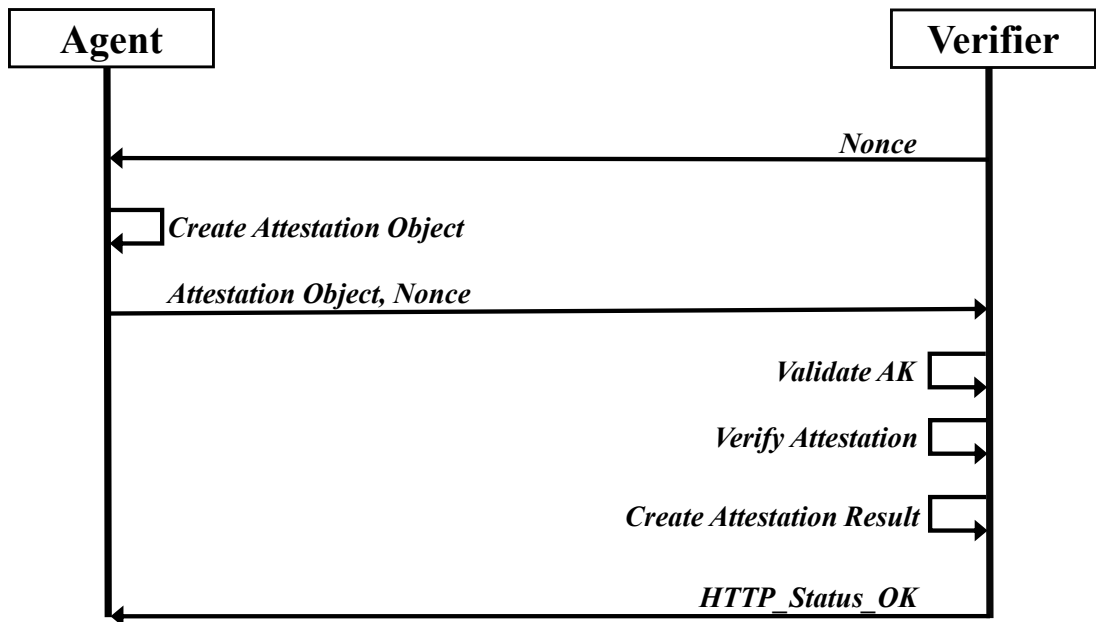 Agent
Verifier
Nonce
Create Attestation Object
Attestation Object, Nonce
Validate AK
Verify Attestation
Create Attestation Result
HTTP_Status_OK